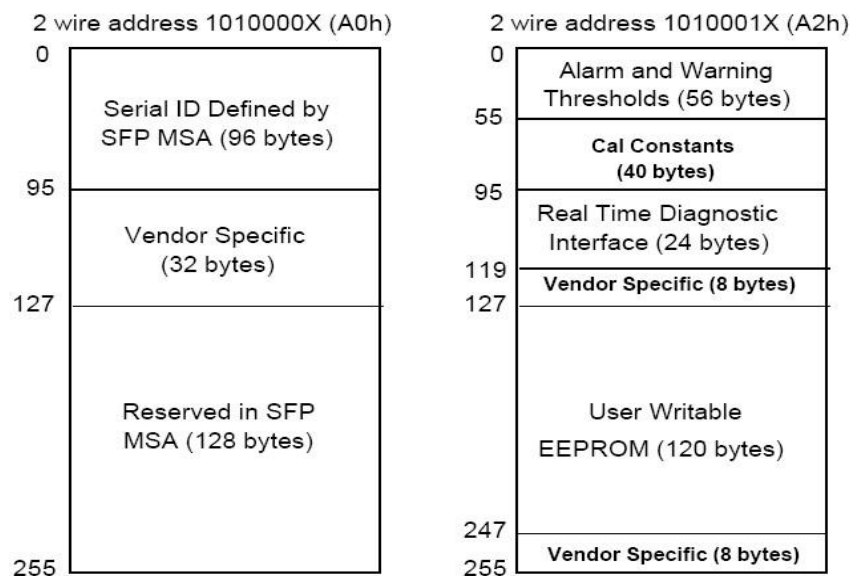 2 wire address 1010000X (A0h)
0
Serial ID Defined by
SFP MSA (96 bytes)
95
Vendor Specific
(32 bytes)
127
Reserved in SFP
MSA (128 bytes)
255
2 wire address 1010001X (A2h)
0
Alarm and Warning
Thresholds (56 bytes)
55
Cal Constants
(40 bytes)
95
Real Time Diagnostic
Interface (24 bytes)
119
Vendor Specific (8 bytes)
127
User Writable
EEPROM (120 bytes)
247
Vendor Specific (8 bytes)
255